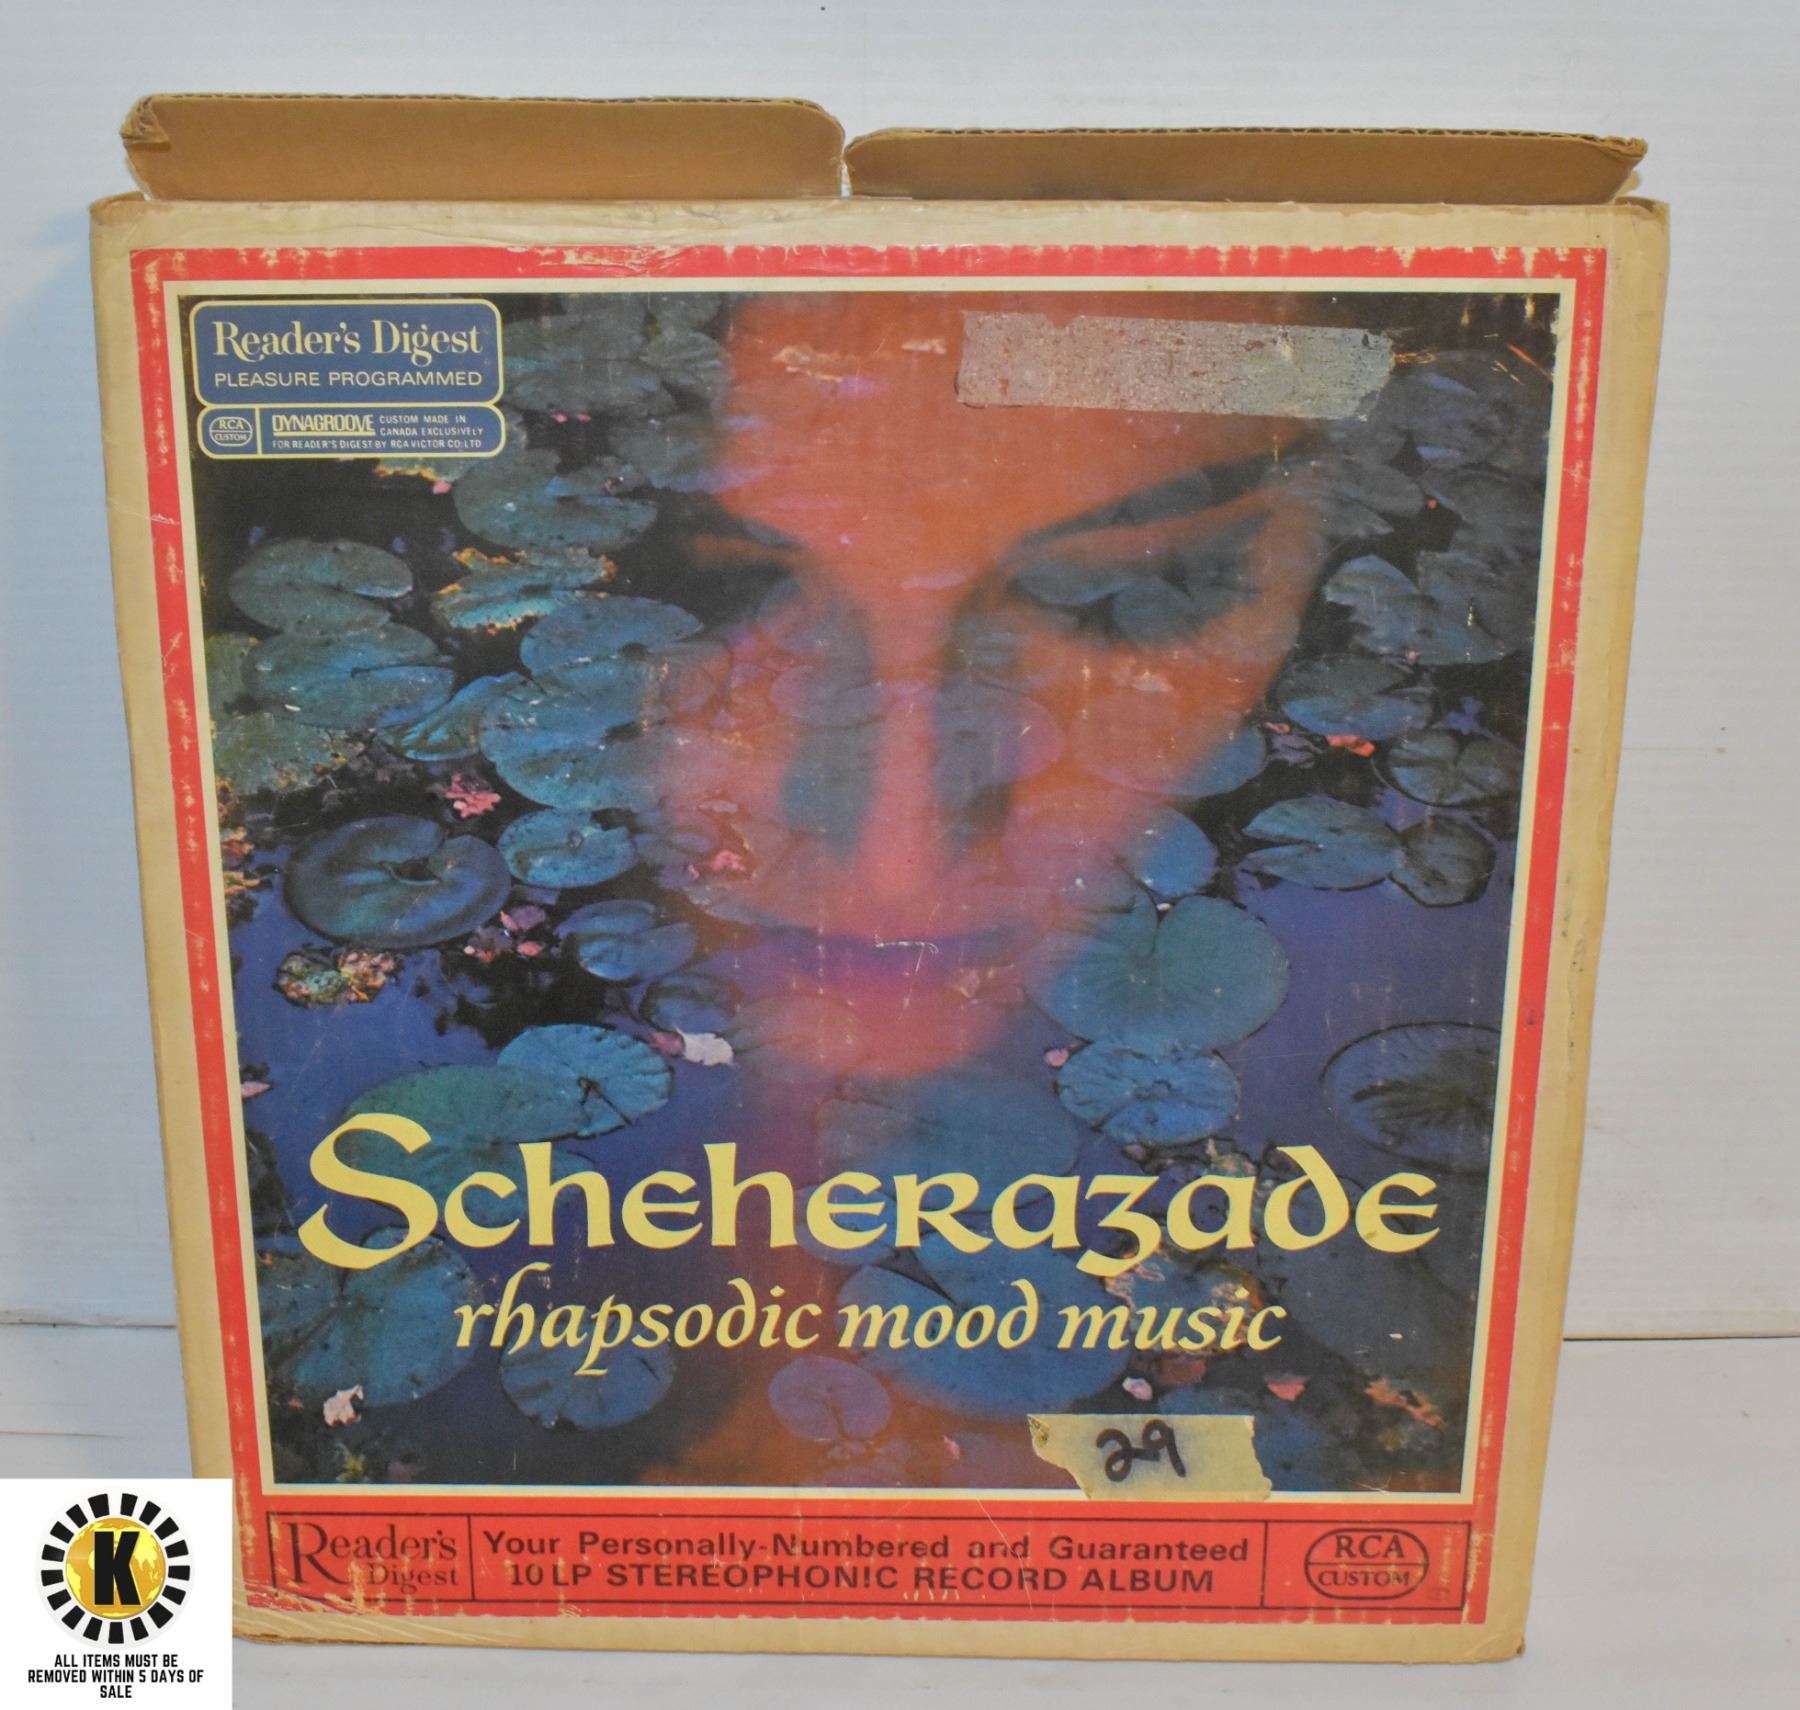 Reader's Digest
PLEASURE PROGRAMMED
RCA
CUSTOM
DYNAGROOVE CUSTOM MADE IN
CANADA EXCLUSIVELY
FOR READER'S DIGEST BY RCA VICTOR CO: LTD
Scheherazade
rhapsodic mood music
29
Reader's
Digest
Your Personally-Numbered and Guaranteed
10 LP STEREOPHONIC RECORD ALBUM
RCA
CUSTOM
K
ALL ITEMS MUST BE
REMOVED WITHIN 5 DAYS OF
SALE